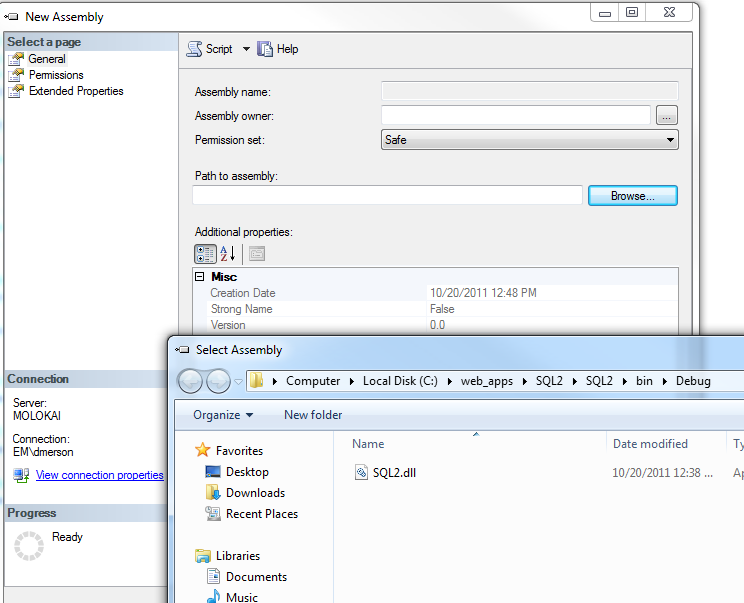 New Assembly
Select a page
General
Permissions
Extended Properties
Script
Help
Assembly name:
Assembly owner:
...
Permission set:
Safe
Path to assembly:
Browse...
Additional properties:
A
Z
Misc
Creation Date 10/20/2011 12:48 PM
Strong Name False
Version 0.0
Connection
Server:
MOLOKAI
Connection:
EM\dmerson
View connection properties
Progress
Ready
Select Assembly
Computer Local Disk (C:) web_apps SQL2 SQL2 bin Debug
Organize New folder
Favorites
Desktop
Downloads
Recent Places
Libraries
Documents
Music
Name Date modified Ty
SQL2.dll 10/20/2011 12:38 ... Ap